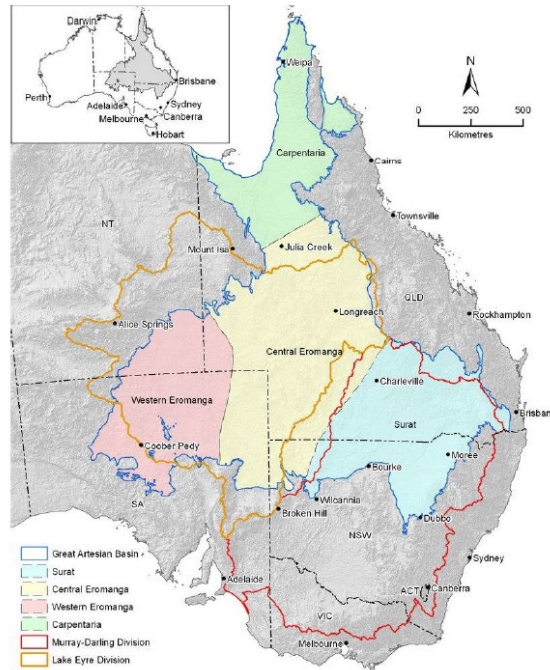 Darwin
Brisbane
Perth
Adelaide
Sydney
Melbourne
Canberra
Hobart
N
0
250
500
Kilometres
Weipa
Carpentaria
Cairns
Townsville
NT
Mount Isa
Julia Creek
QLD
Longreach
Rockhampton
Alice Springs
Central Eromanga
Charleville
Western Eromanga
Surat
Brisban
Coober Pedy
Moree
Bourke
Wilcannia
SA
Broken Hill
Dubbo
NSW
Sydney
Adelaide
ACT
Canberra
VIC
Melbourne
Great Artesian Basin
Surat
Central Eromanga
Western Eromanga
Carpentaria
Murray-Darling Division
Lake Eyre Division